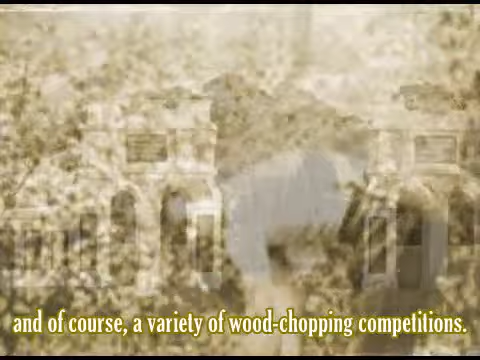 and of course, a variety of wood-chopping competitions.